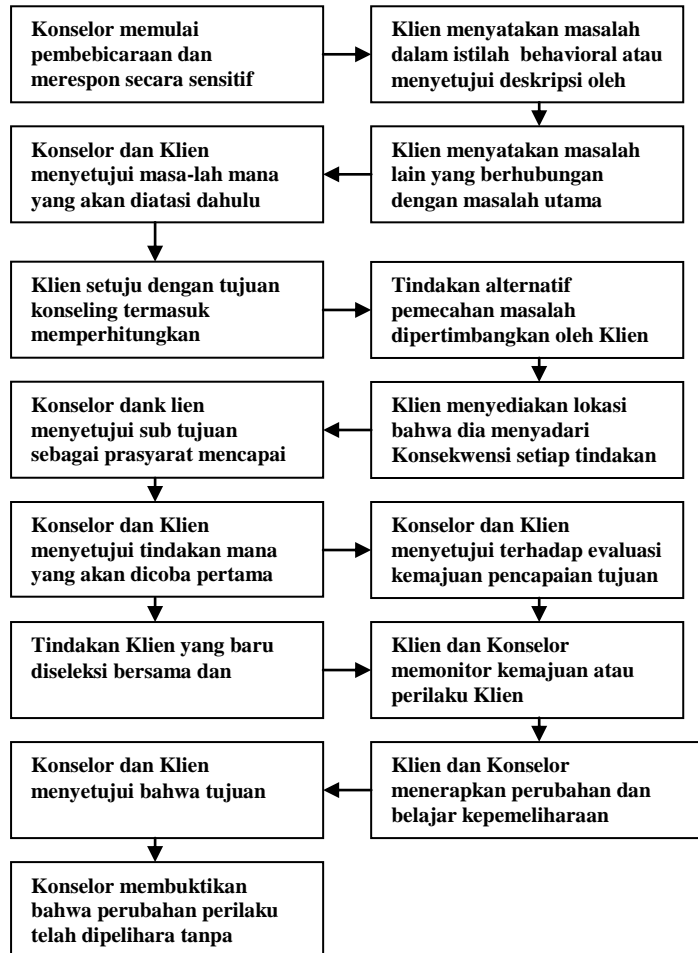 Konselor memulai
pembebicaraan dan
merespon secara sensitif
Klien menyatakan masalah
dalam istilah  behavioral atau
menyetujui deskripsi oleh
Klien menyatakan masalah
lain yang berhubungan
dengan masalah utama
Konselor dan Klien
menyetujui masa-lah mana
yang akan diatasi dahulu
Klien setuju dengan tujuan
konseling termasuk
memperhitungkan
Tindakan alternatif
pemecahan masalah
dipertimbangkan oleh Klien
Klien menyediakan lokasi
bahwa dia menyadari
Konsekwensi setiap tindakan
Konselor dank lien
menyetujui sub tujuan
sebagai prasyarat mencapai
Konselor dan Klien
menyetujui tindakan mana
yang akan dicoba pertama
Konselor dan Klien
menyetujui terhadap evaluasi
kemajuan pencapaian tujuan
Tindakan Klien yang baru
diseleksi bersama dan
Klien dan Konselor
memonitor kemajuan atau
perilaku Klien
Klien dan Konselor
menerapkan perubahan dan
belajar kepemeliharaan
Konselor dan Klien
menyetujui bahwa tujuan
Konselor membuktikan
bahwa perubahan perilaku
telah dipelihara tanpa